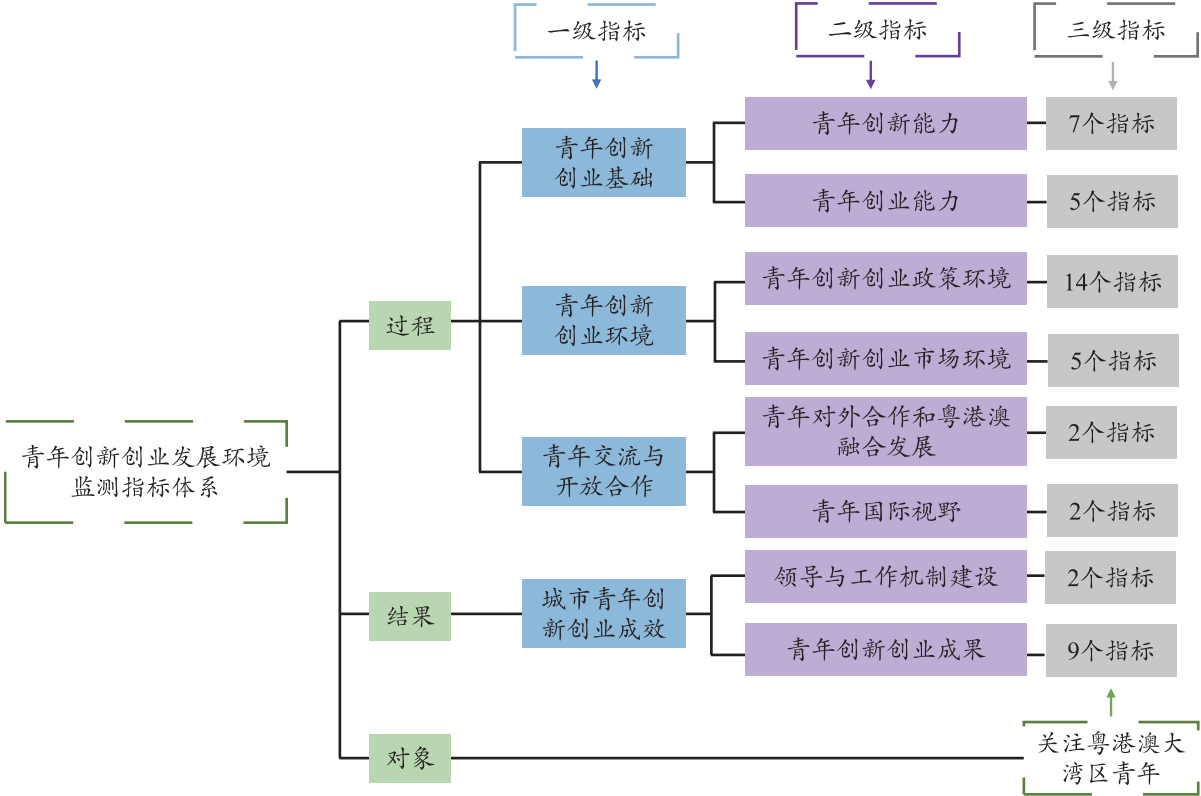 一级指标
二级指标
三级指标
青年创新
创业基础
青年创新能力
7个指标
青年创业能力
5个指标
过程
青年创新
创业环境
青年创新创业政策环境
14个指标
青年创新创业市场环境
5个指标
青年创新创业发展环境
监测指标体系
青年交流与
开放合作
青年对外合作和粤港澳
融合发展
2个指标
青年国际视野
2个指标
结果
城市青年创
新创业成效
领导与工作机制建设
2个指标
青年创新创业成果
9个指标
对象
关注粤港澳大
湾区青年